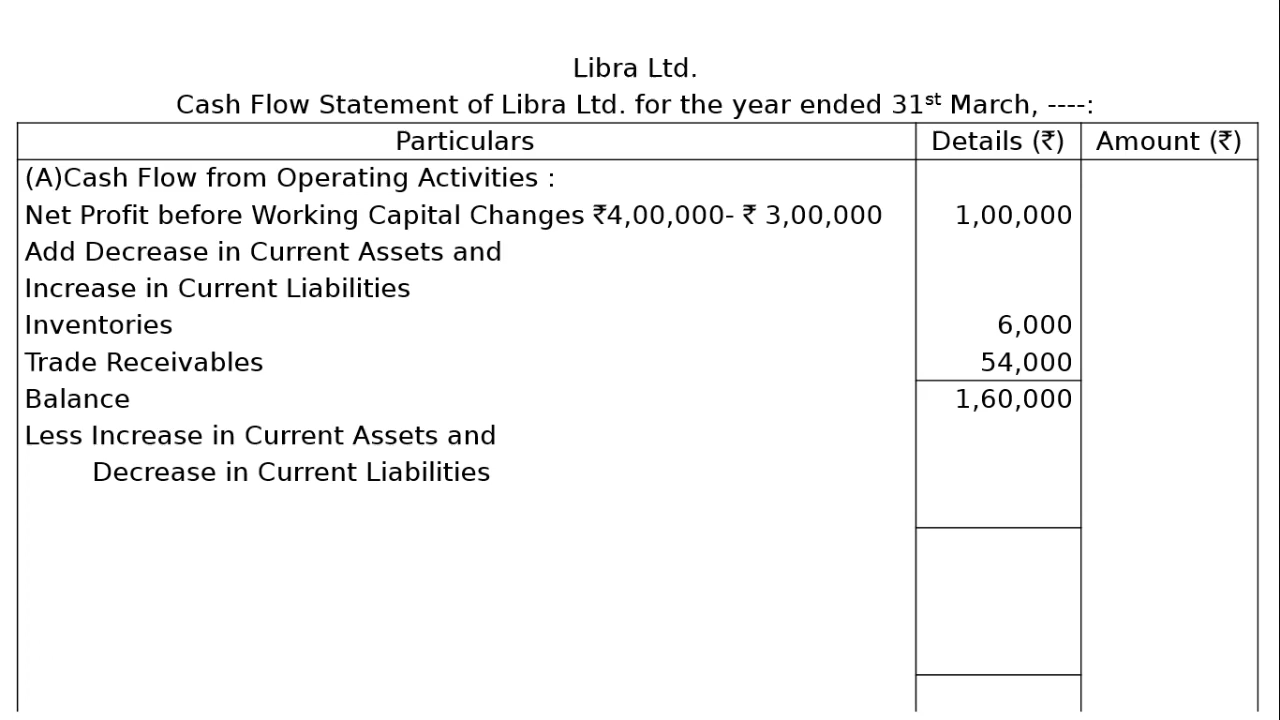 Libra Ltd.
Cash Flow Statement of Libra Ltd. for the year ended 31st March, ----:
Particulars Details (₹) Amount (₹)
(A)Cash Flow from Operating Activities :
Net Profit before Working Capital Changes ₹4,00,000- ₹ 3,00,000 1,00,000
Add Decrease in Current Assets and
Increase in Current Liabilities
Inventories 6,000
Trade Receivables 54,000
Balance 1,60,000
Less Increase in Current Assets and
Decrease in Current Liabilities